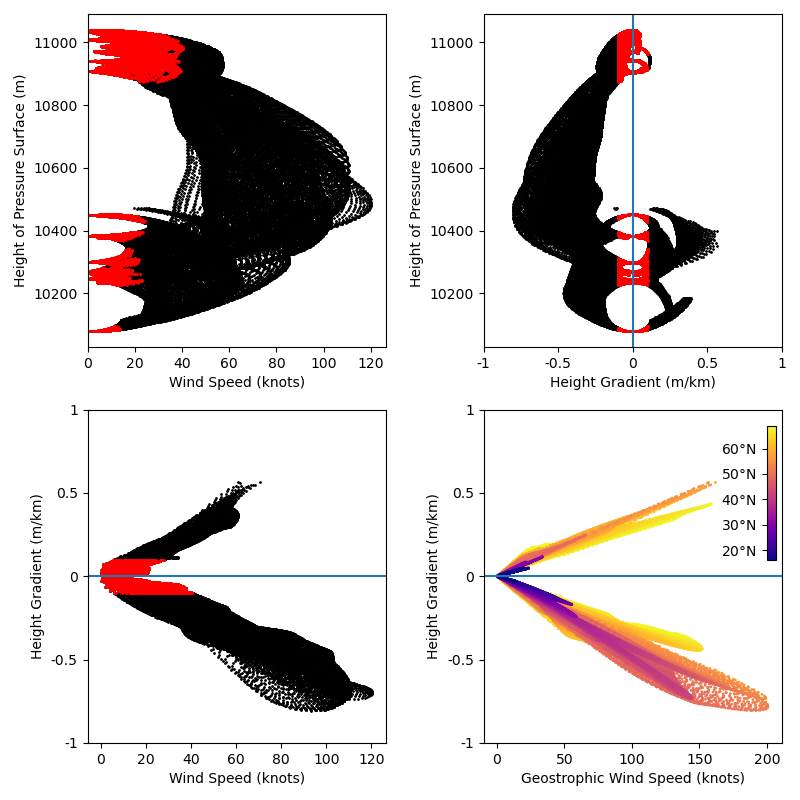 11000
10800
10600
10400
10200
Height of Pressure Surface (m)
0 20 40 60 80 100 120
Wind Speed (knots)
11000
10800
10600
10400
10200
Height of Pressure Surface (m)
-1 -0.5 0 0.5 1
Height Gradient (m/km)
1
0.5
0
-0.5
-1
Height Gradient (m/km)
0 20 40 60 80 100 120
Wind Speed (knots)
1
0.5
0
-0.5
-1
Height Gradient (m/km)
60°N
50°N
40°N
30°N
20°N
0 50 100 150 200
Geostrophic Wind Speed (knots)